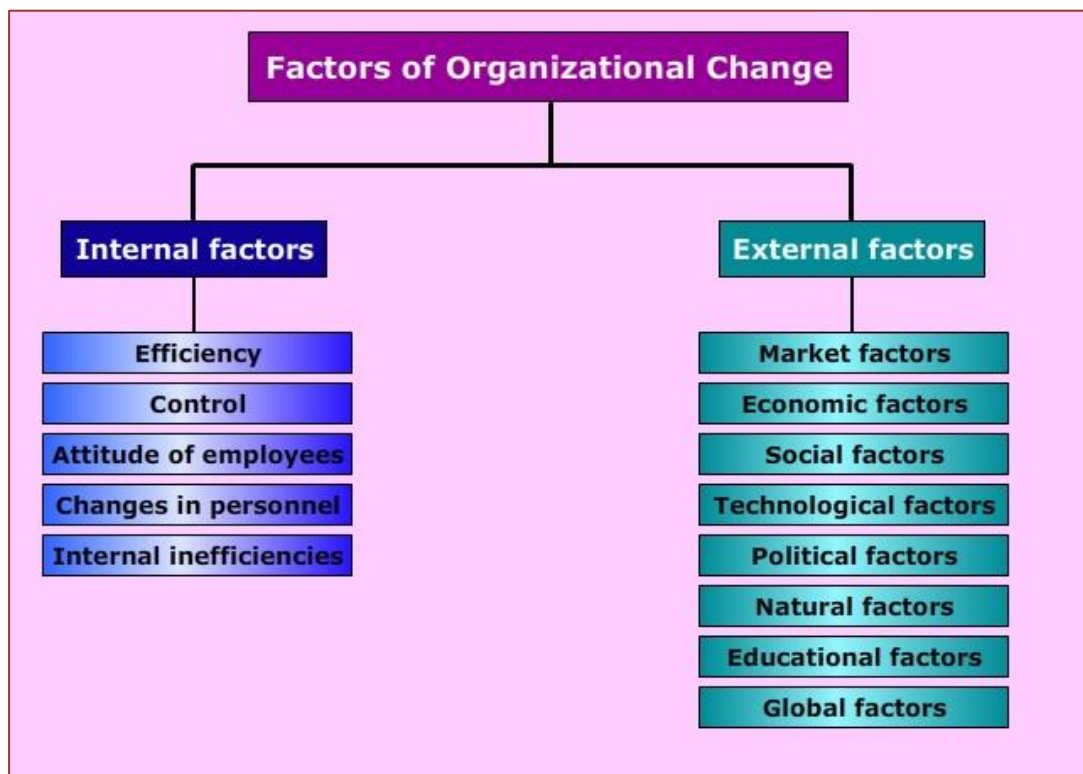 Factors of Organizational Change
Internal factors
Efficiency
Control
Attitude of employees
Changes in personnel
Internal inefficiencies
External factors
Market factors
Economic factors
Social factors
Technological factors
Political factors
Natural factors
Educational factors
Global factors